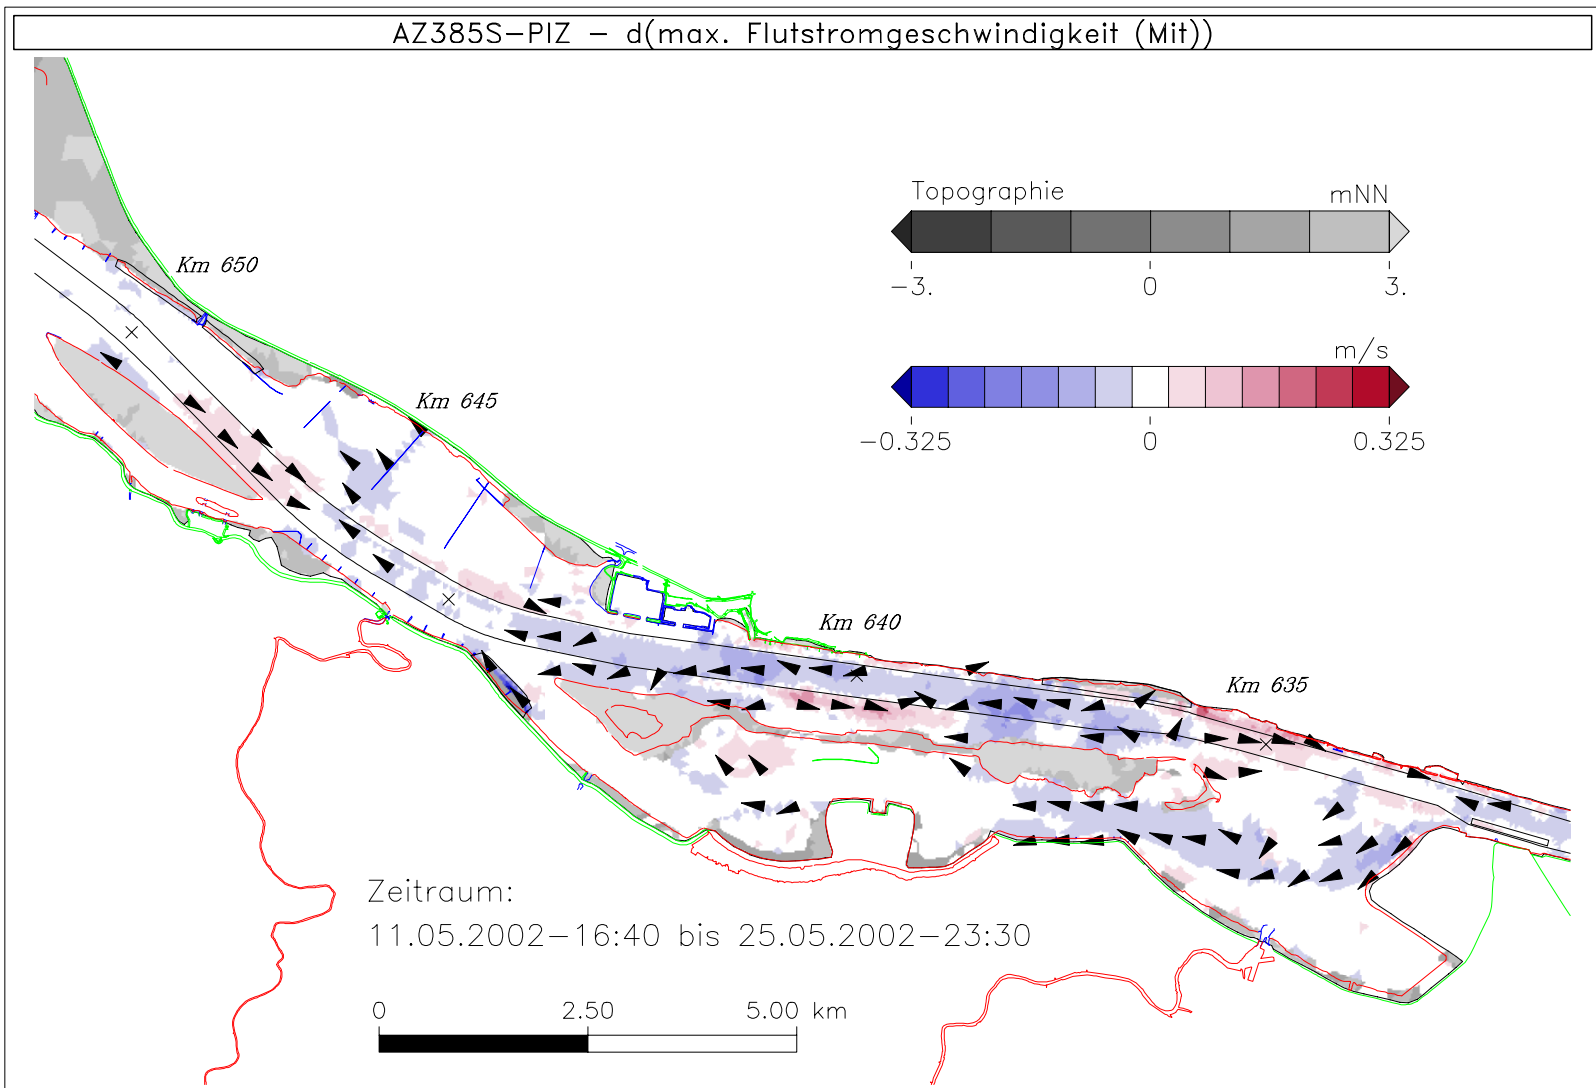 AZ385S-PIZ - d(max. Flutstromgeschwindigkeit (Mit))
Topographie mNN
-3. 0 3.
Km 650
m/s
-0.325 0 0.325
Km 645
Km 640
Km 635
Zeitraum:
11.05.2002-16:40 bis 25.05.2002-23:30
0 2.50 5.00 km